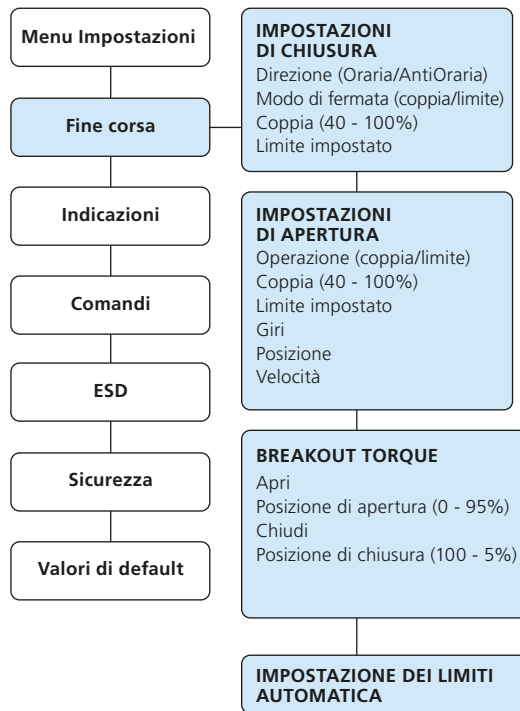 Menu Impostazioni
Fine corsa
Indicazioni
Comandi
ESD
Sicurezza
Valori di default
IMPOSTAZIONI
DI CHIUSURA
Direzione (Oraria/AntiOraria)
Modo di fermata (coppia/limite)
Coppia (40 - 100%)
Limite impostato
IMPOSTAZIONI
DI APERTURA
Operazione (coppia/limite)
Coppia (40 - 100%)
Limite impostato
Giri
Posizione
Velocità
BREAKOUT TORQUE
Apri
Posizione di apertura (0 - 95%)
Chiudi
Posizione di chiusura (100 - 5%)
IMPOSTAZIONE DEI LIMITI
AUTOMATICA